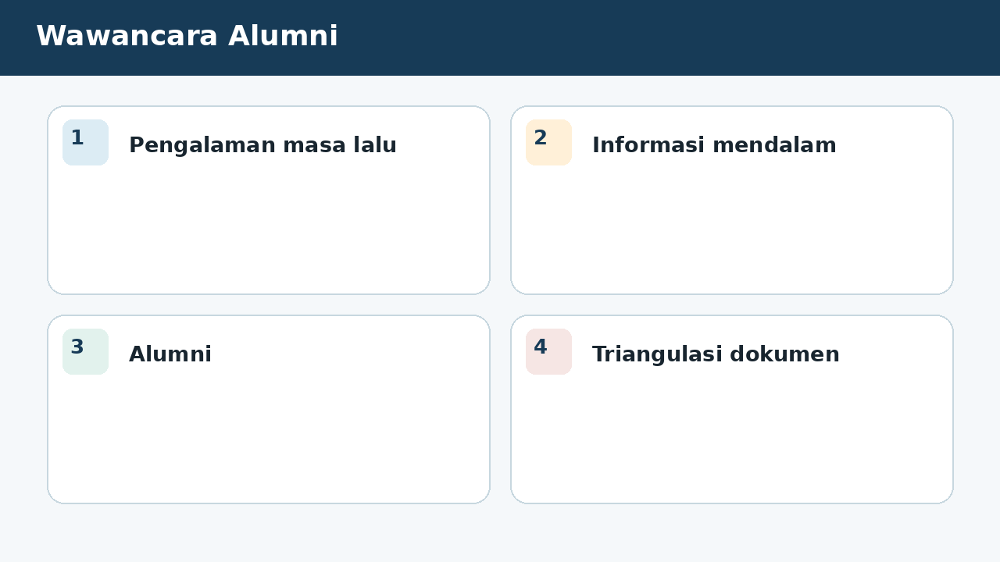 Wawancara Alumni
1
Pengalaman masa lalu
2
Informasi mendalam
3
Alumni
4
Triangulasi dokumen